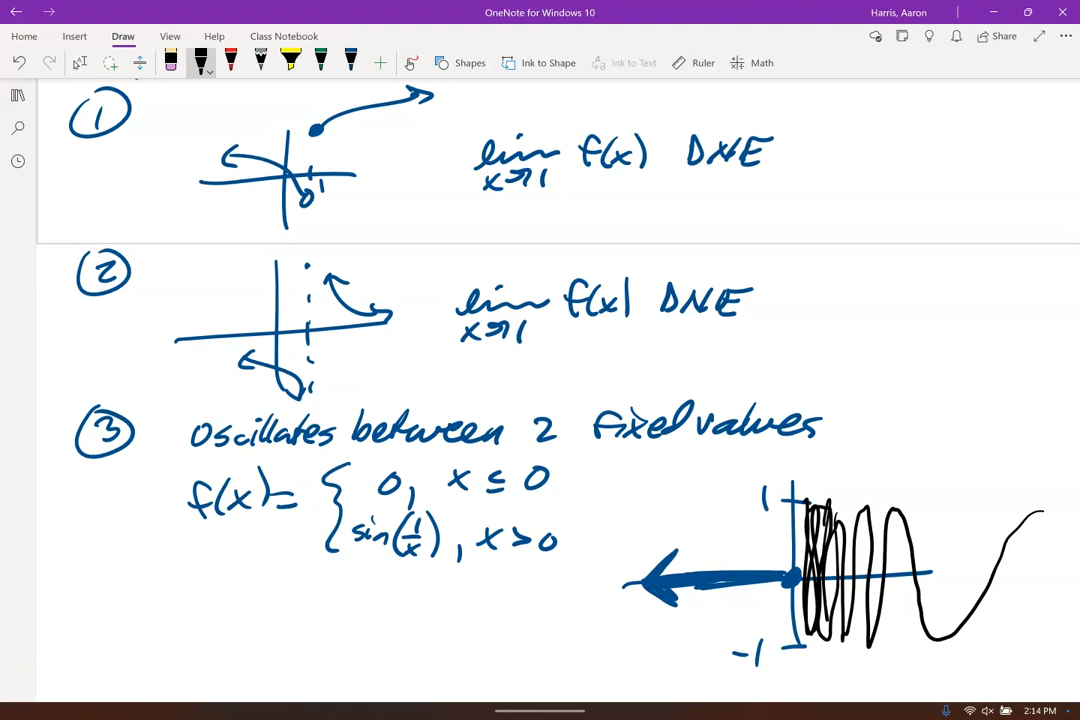 OneNote for Windows 10
Harris, Aaron
Home Insert Draw View Help Class Notebook Share
Shapes Ink to Shape Ink to Text Ruler Math
1
0 1
lim f(x) DNE
x→1
2
lim f(x) DNE
x→1
3 oscillates between 2 fixed values
f(x)= { 0, x ≤ 0
sin(1/x), x > 0
1
-1
2:14 PM